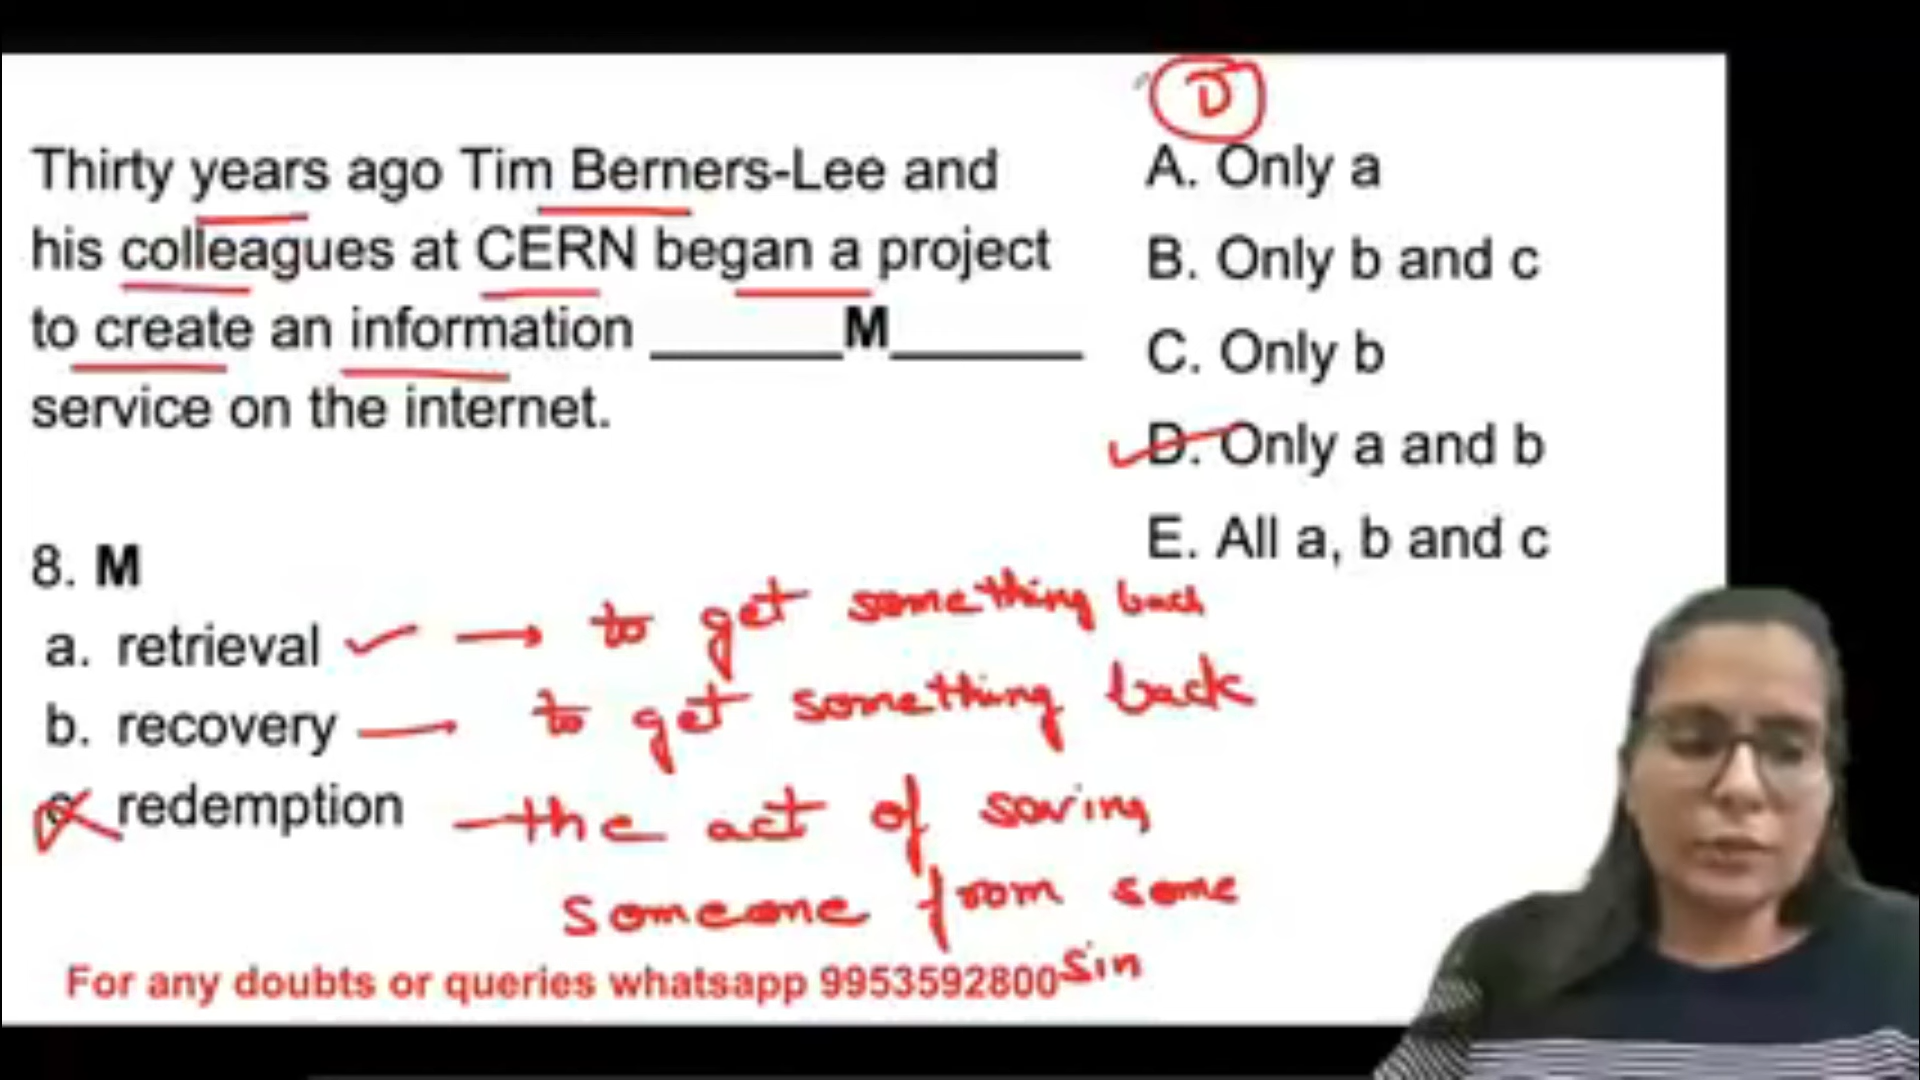 D
Thirty years ago Tim Berners-Lee and
his colleagues at CERN began a project
to create an information ______M______
service on the internet.
A. Only a
B. Only b and c
C. Only b
D. Only a and b
E. All a, b and c
8. M
a. retrieval → to get something back
b. recovery → to get something back
c. redemption - the act of saving
someone from some
sin
For any doubts or queries whatsapp 9953592800